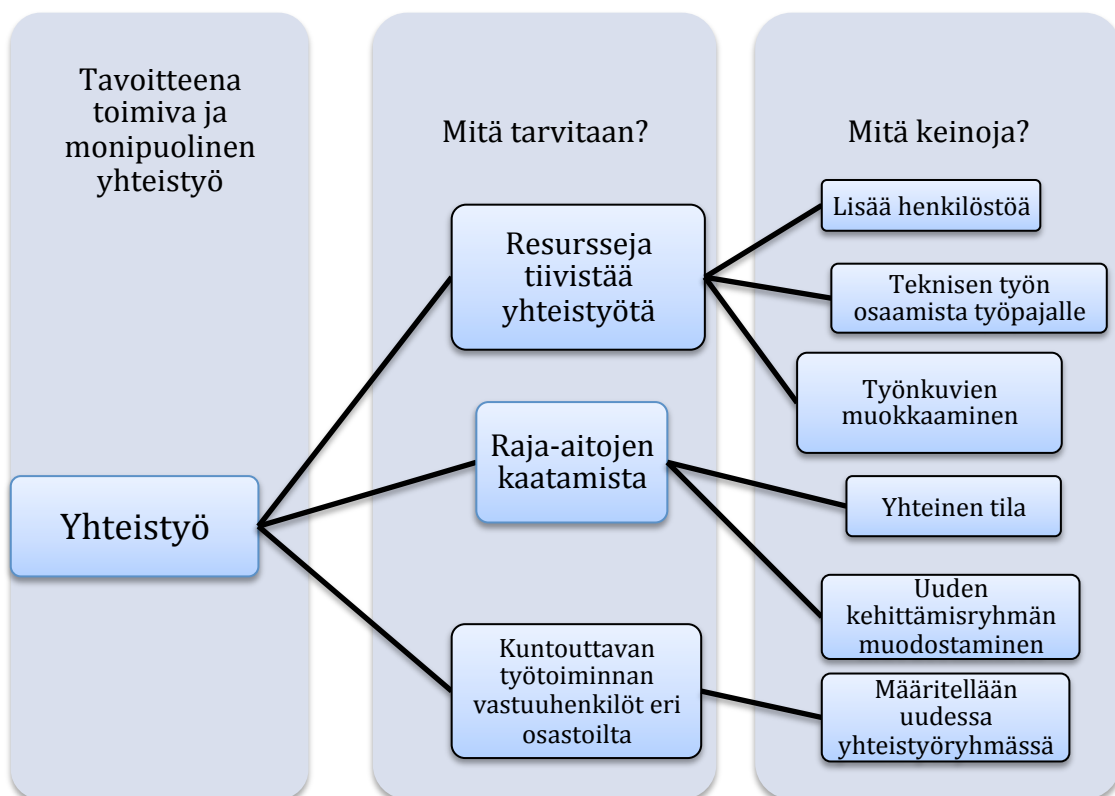 Tavoitteena
toimiva ja
monipuolinen
yhteistyö
Yhteistyö
Mitä tarvitaan?
Resursseja
tiivistää
yhteistyötä
Raja-aitojen
kaatamista
Kuntouttavan
työtoiminnan
vastuuhenkilöt eri
osastoilta
Mitä keinoja?
Lisää henkilöstöä
Teknisen työn
osaamista työpajalle
Työnkuvien
muokkaaminen
Yhteinen tila
Uuden
kehittämisryhmän
muodostaminen
Määritellään
uudessa
yhteistyöryhmässä